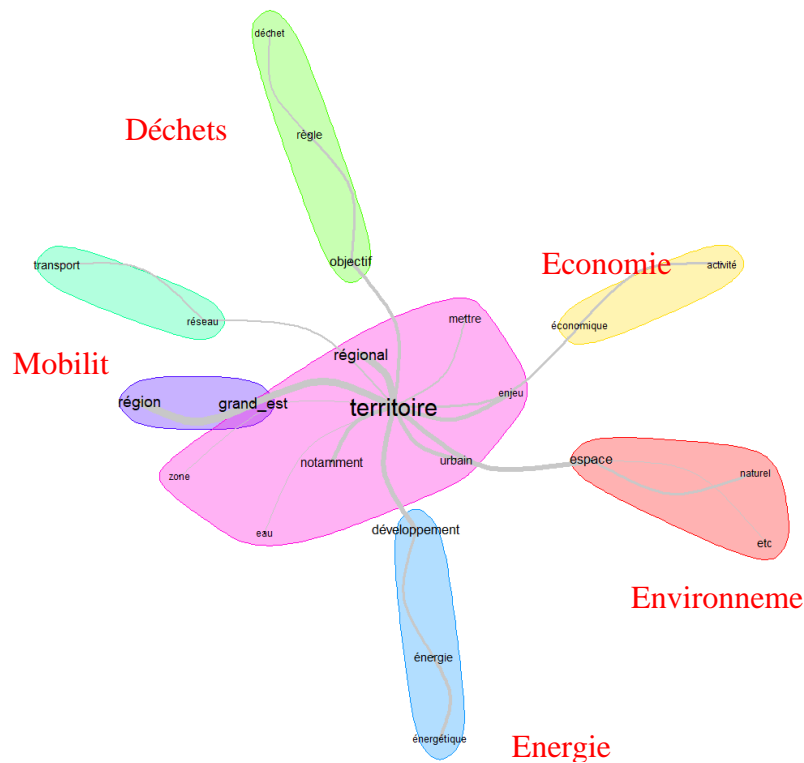 déchet
Déchets
règle
objectif
transport
Economie
activité
réseau
économique
mettre
régional
Mobilit
région
grand_est
territoire
enjeu
notamment
urbain
espace
zone
naturel
eau
développement
etc
Environneme
énergie
énergétique
Energie